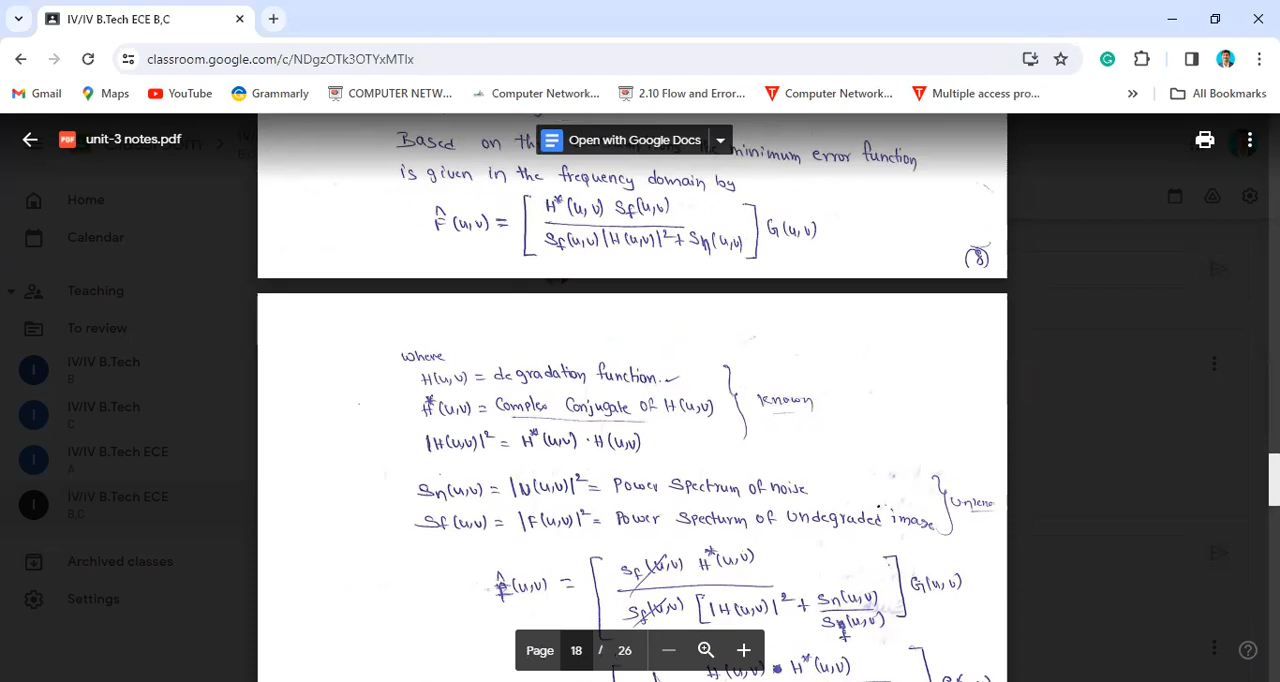 IV/IV B.Tech ECE B,C
classroom.google.com/c/NDgzOTk3OTYxMTIx
Gmail Maps YouTube Grammarly COMPUTER NETW... Computer Network... 2.10 Flow and Error... Computer Network... Multiple access pro... All Bookmarks
unit-3 notes.pdf
Open with Google Docs
Based on minimum error function
is given in the frequency domain by
F̂(u,v) = [ H*(u,v) Sf(u,v) / Sf(u,v)|H(u,v)|² + Sη(u,v) ] G(u,v)
(8)
Home
Calendar
Teaching
To review
IV/IV B.Tech
B
IV/IV B.Tech
C
IV/IV B.Tech ECE
A
IV/IV B.Tech ECE
B,C
Archived classes
Settings
where
H(u,v) = degradation function.
H*(u,v) = Complex Conjugate of H(u,v)
known
|H(u,v)|² = H*(u,v) · H(u,v)
Sη(u,v) = |N(u,v)|² = Power Spectrum of noise
Sf(u,v) = |F(u,v)|² = Power Specturm of Undegraded image
F̂(u,v) = [ Sf(u,v) H*(u,v) / Sf(u,v) [|H(u,v)|² + Sη(u,v) / Sf(u,v) ] G(u,v)
H(u,v) · H*(u,v)
Page 18 / 26